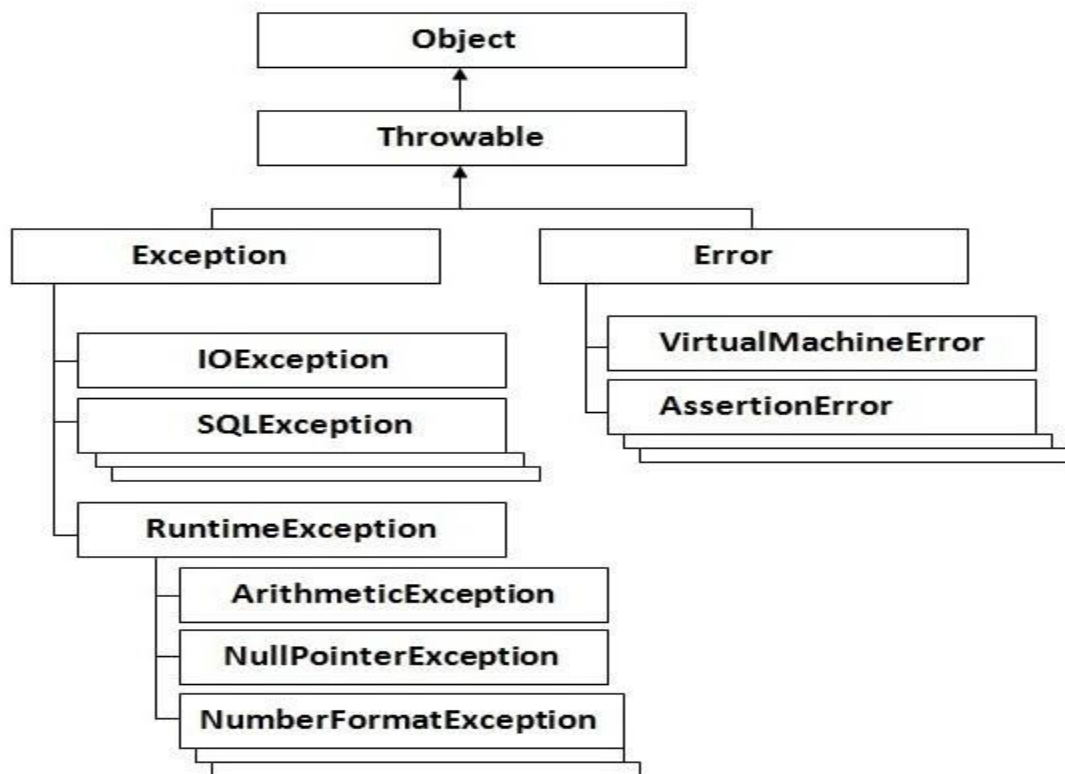 Object
Throwable
Exception
Error
IOException
SQLException
RuntimeException
ArithmeticException
NullPointerException
NumberFormatException
VirtualMachineError
AssertionError